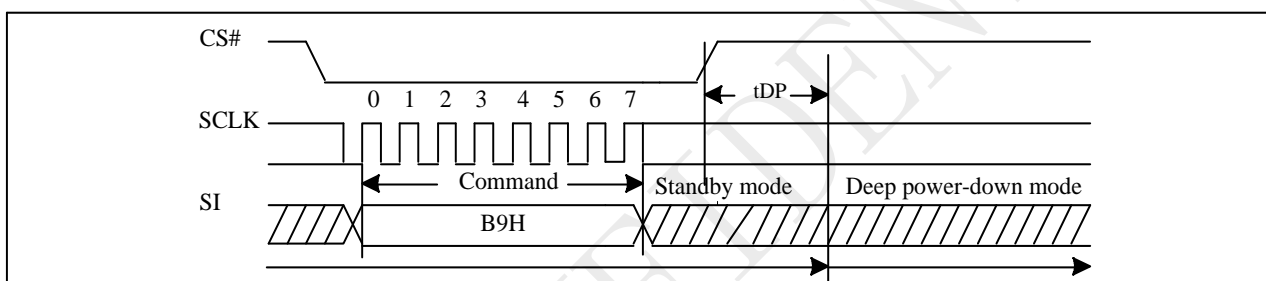 CS#
tDP
0 1 2 3 4 5 6 7
SCLK
Command
Standby mode
Deep power-down mode
SI
B9H